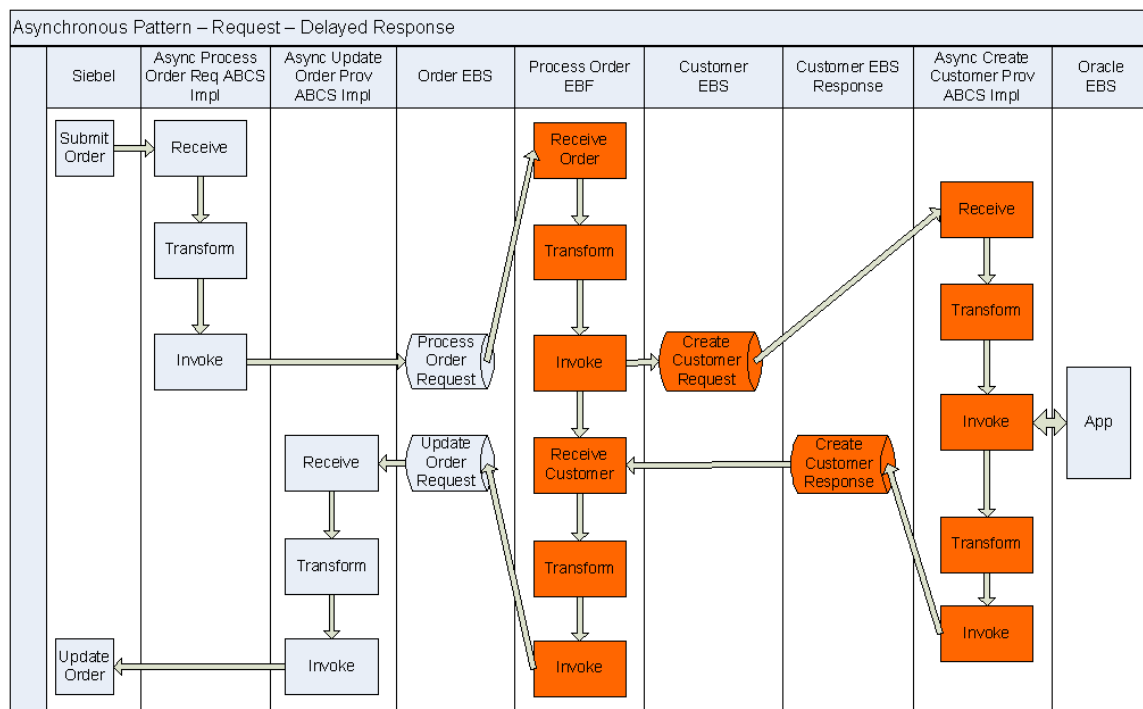 Asynchronous Pattern – Request – Delayed Response
Siebel
Async Process
Order Req ABCS
Impl
Async Update
Order Prov
ABCS Impl
Order EBS
Process Order
EBF
Customer
EBS
Customer EBS
Response
Async Create
Customer Prov
ABCS Impl
Oracle
EBS
Submit
Order
Receive
Receive
Order
Receive
Transform
Transform
Transform
Invoke
Process
Order
Request
Invoke
Create
Customer
Request
Invoke
App
Receive
Update
Order
Request
Receive
Customer
Create
Customer
Response
Transform
Transform
Transform
Invoke
Update
Order
Invoke
Invoke